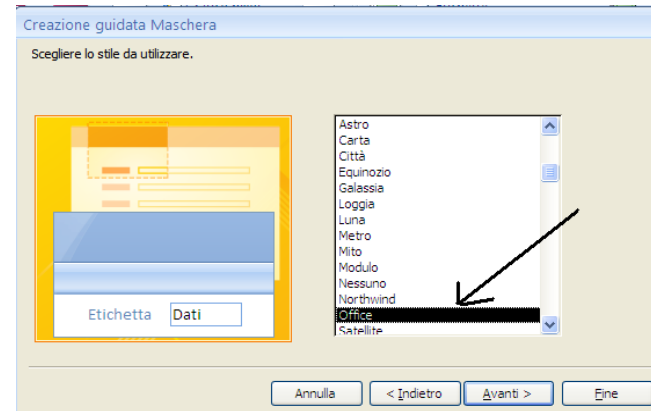 Creazione guidata Maschera
Scegliere lo stile da utilizzare.
Etichetta Dati
Astro
Carta
Città
Equinozio
Galassia
Loggia
Luna
Metro
Mito
Modulo
Nessuno
Northwind
Office
Satellite
Annulla < Indietro Avanti > Fine